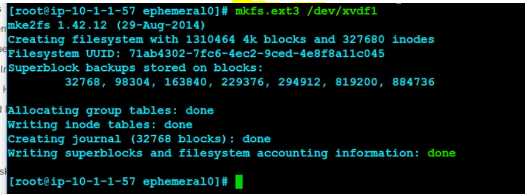 [root@ip-10-1-1-57 ephemeral0]# mkfs.ext3 /dev/xvdf1
mke2fs 1.42.12 (29-Aug-2014)
Creating filesystem with 1310464 4k blocks and 327680 inodes
Filesystem UUID: 71ab4302-7fc6-4ec2-9ced-4e8f8a11c045
Superblock backups stored on blocks:
32768, 98304, 163840, 229376, 294912, 819200, 884736
Allocating group tables: done
Writing inode tables: done
Creating journal (32768 blocks): done
Writing superblocks and filesystem accounting information: done
[root@ip-10-1-1-57 ephemeral0]#